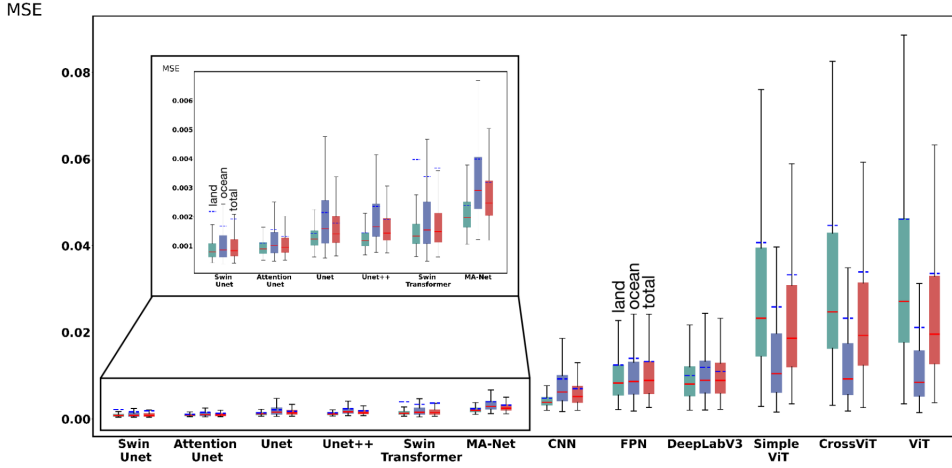 MSE
0.08
0.06
0.04
0.02
0.00
MSE
0.006
0.005
0.004
0.003
0.002
0.001
land
ocean
total
Swin
Unet
Attention
Unet
Unet
Unet++
Swin
Transformer
MA-Net
land
ocean
total
Swin
Unet
Attention
Unet
Unet
Unet++
Swin
Transformer
MA-Net
CNN
FPN
DeepLabV3
Simple
ViT
CrossViT
ViT